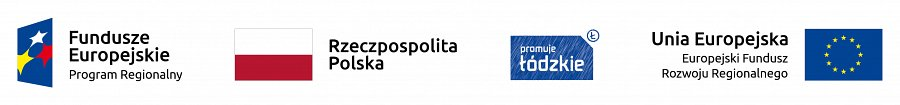 Fundusze
Europejskie
Program Regionalny
Rzeczpospolita
Polska
promuje
łódzkie
Ł
Unia Europejska
Europejski Fundusz
Rozwoju Regionalnego